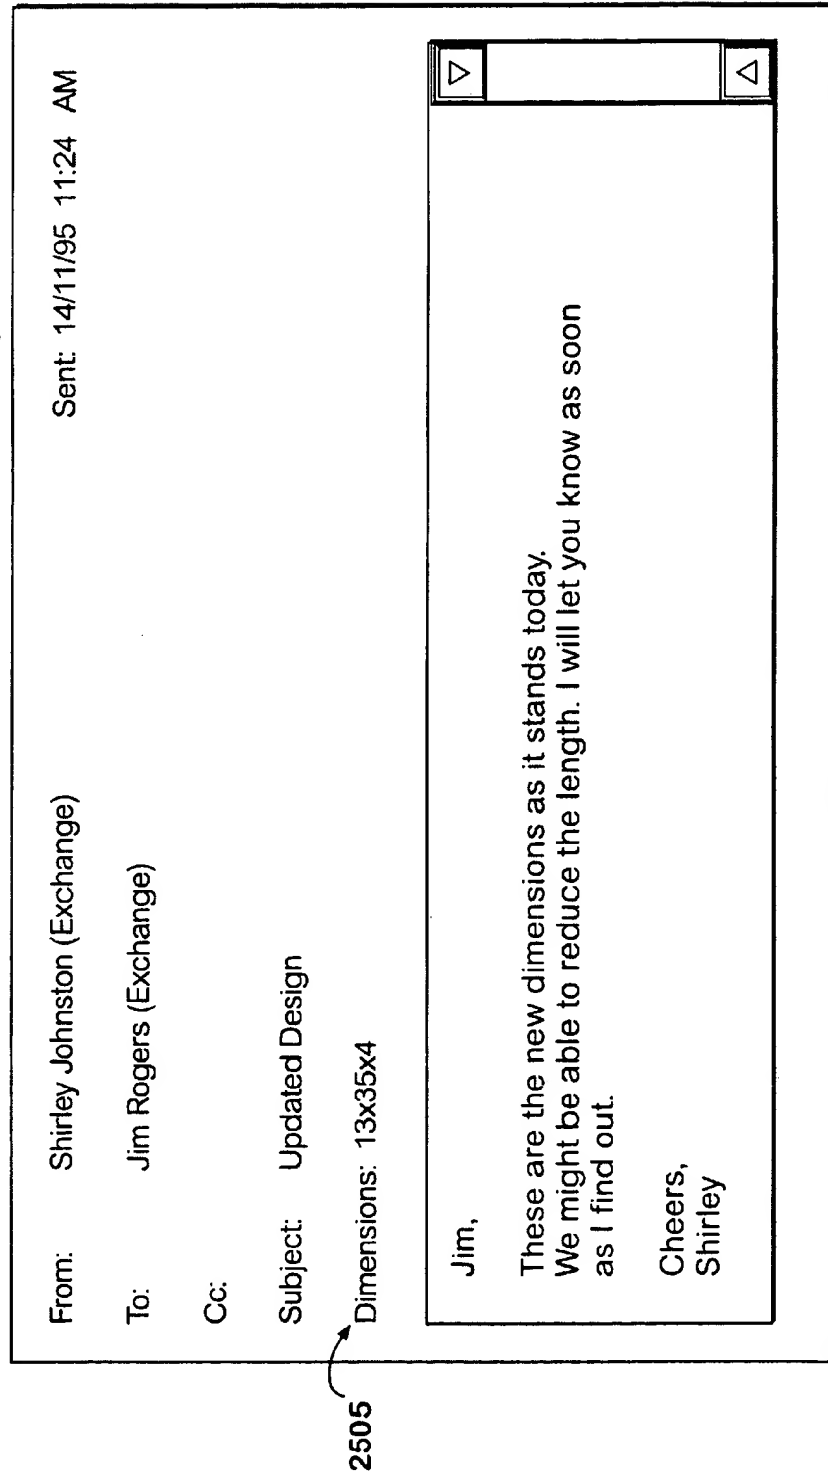 From: Shirley Johnston (Exchange) Sent: 14/11/95 11:24 AM
To: Jim Rogers (Exchange)
Cc:
Subject: Updated Design
Dimensions: 13x35x4
2505
Jim,
These are the new dimensions as it stands today.
We might be able to reduce the length. I will let you know as soon
as I find out.
Cheers,
Shirley